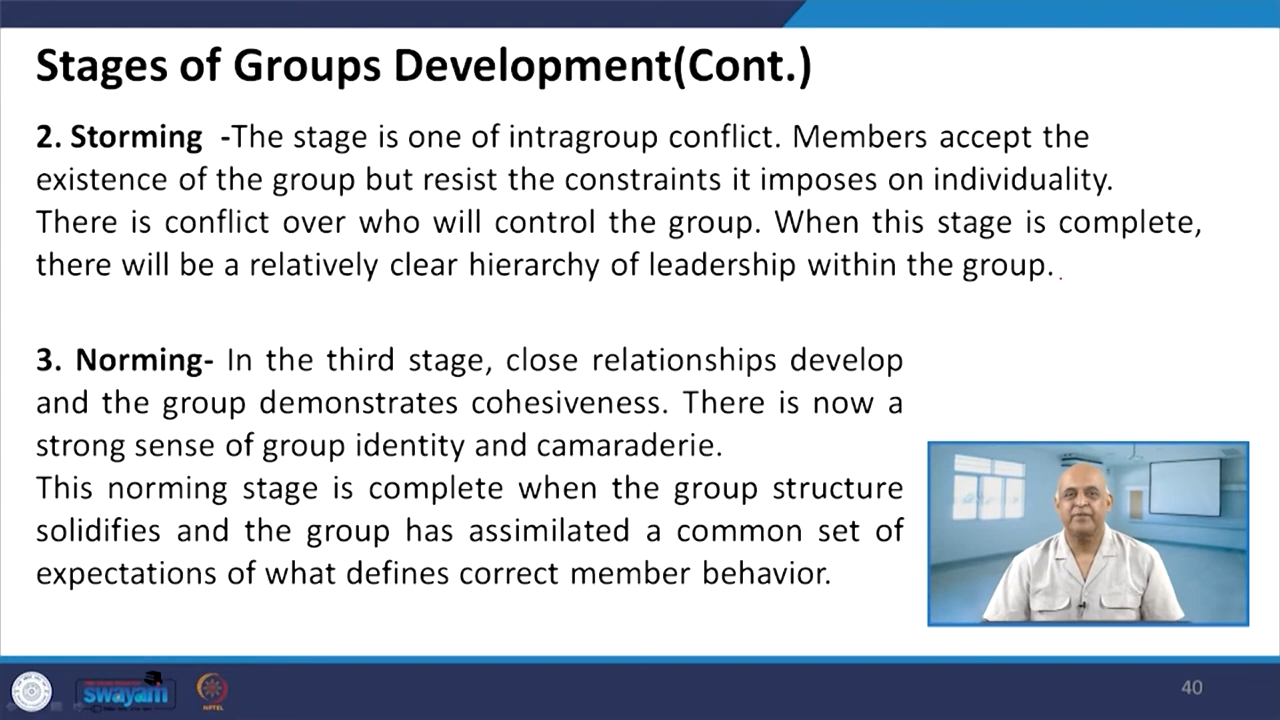 Stages of Groups Development(Cont.)
2. Storming -The stage is one of intragroup conflict. Members accept the
existence of the group but resist the constraints it imposes on individuality.
There is conflict over who will control the group. When this stage is complete,
there will be a relatively clear hierarchy of leadership within the group. .
3. Norming- In the third stage, close relationships develop
and the group demonstrates cohesiveness. There is now a
strong sense of group identity and camaraderie.
This norming stage is complete when the group structure
solidifies and the group has assimilated a common set of
expectations of what defines correct member behavior.
swayam
NPTEL
40